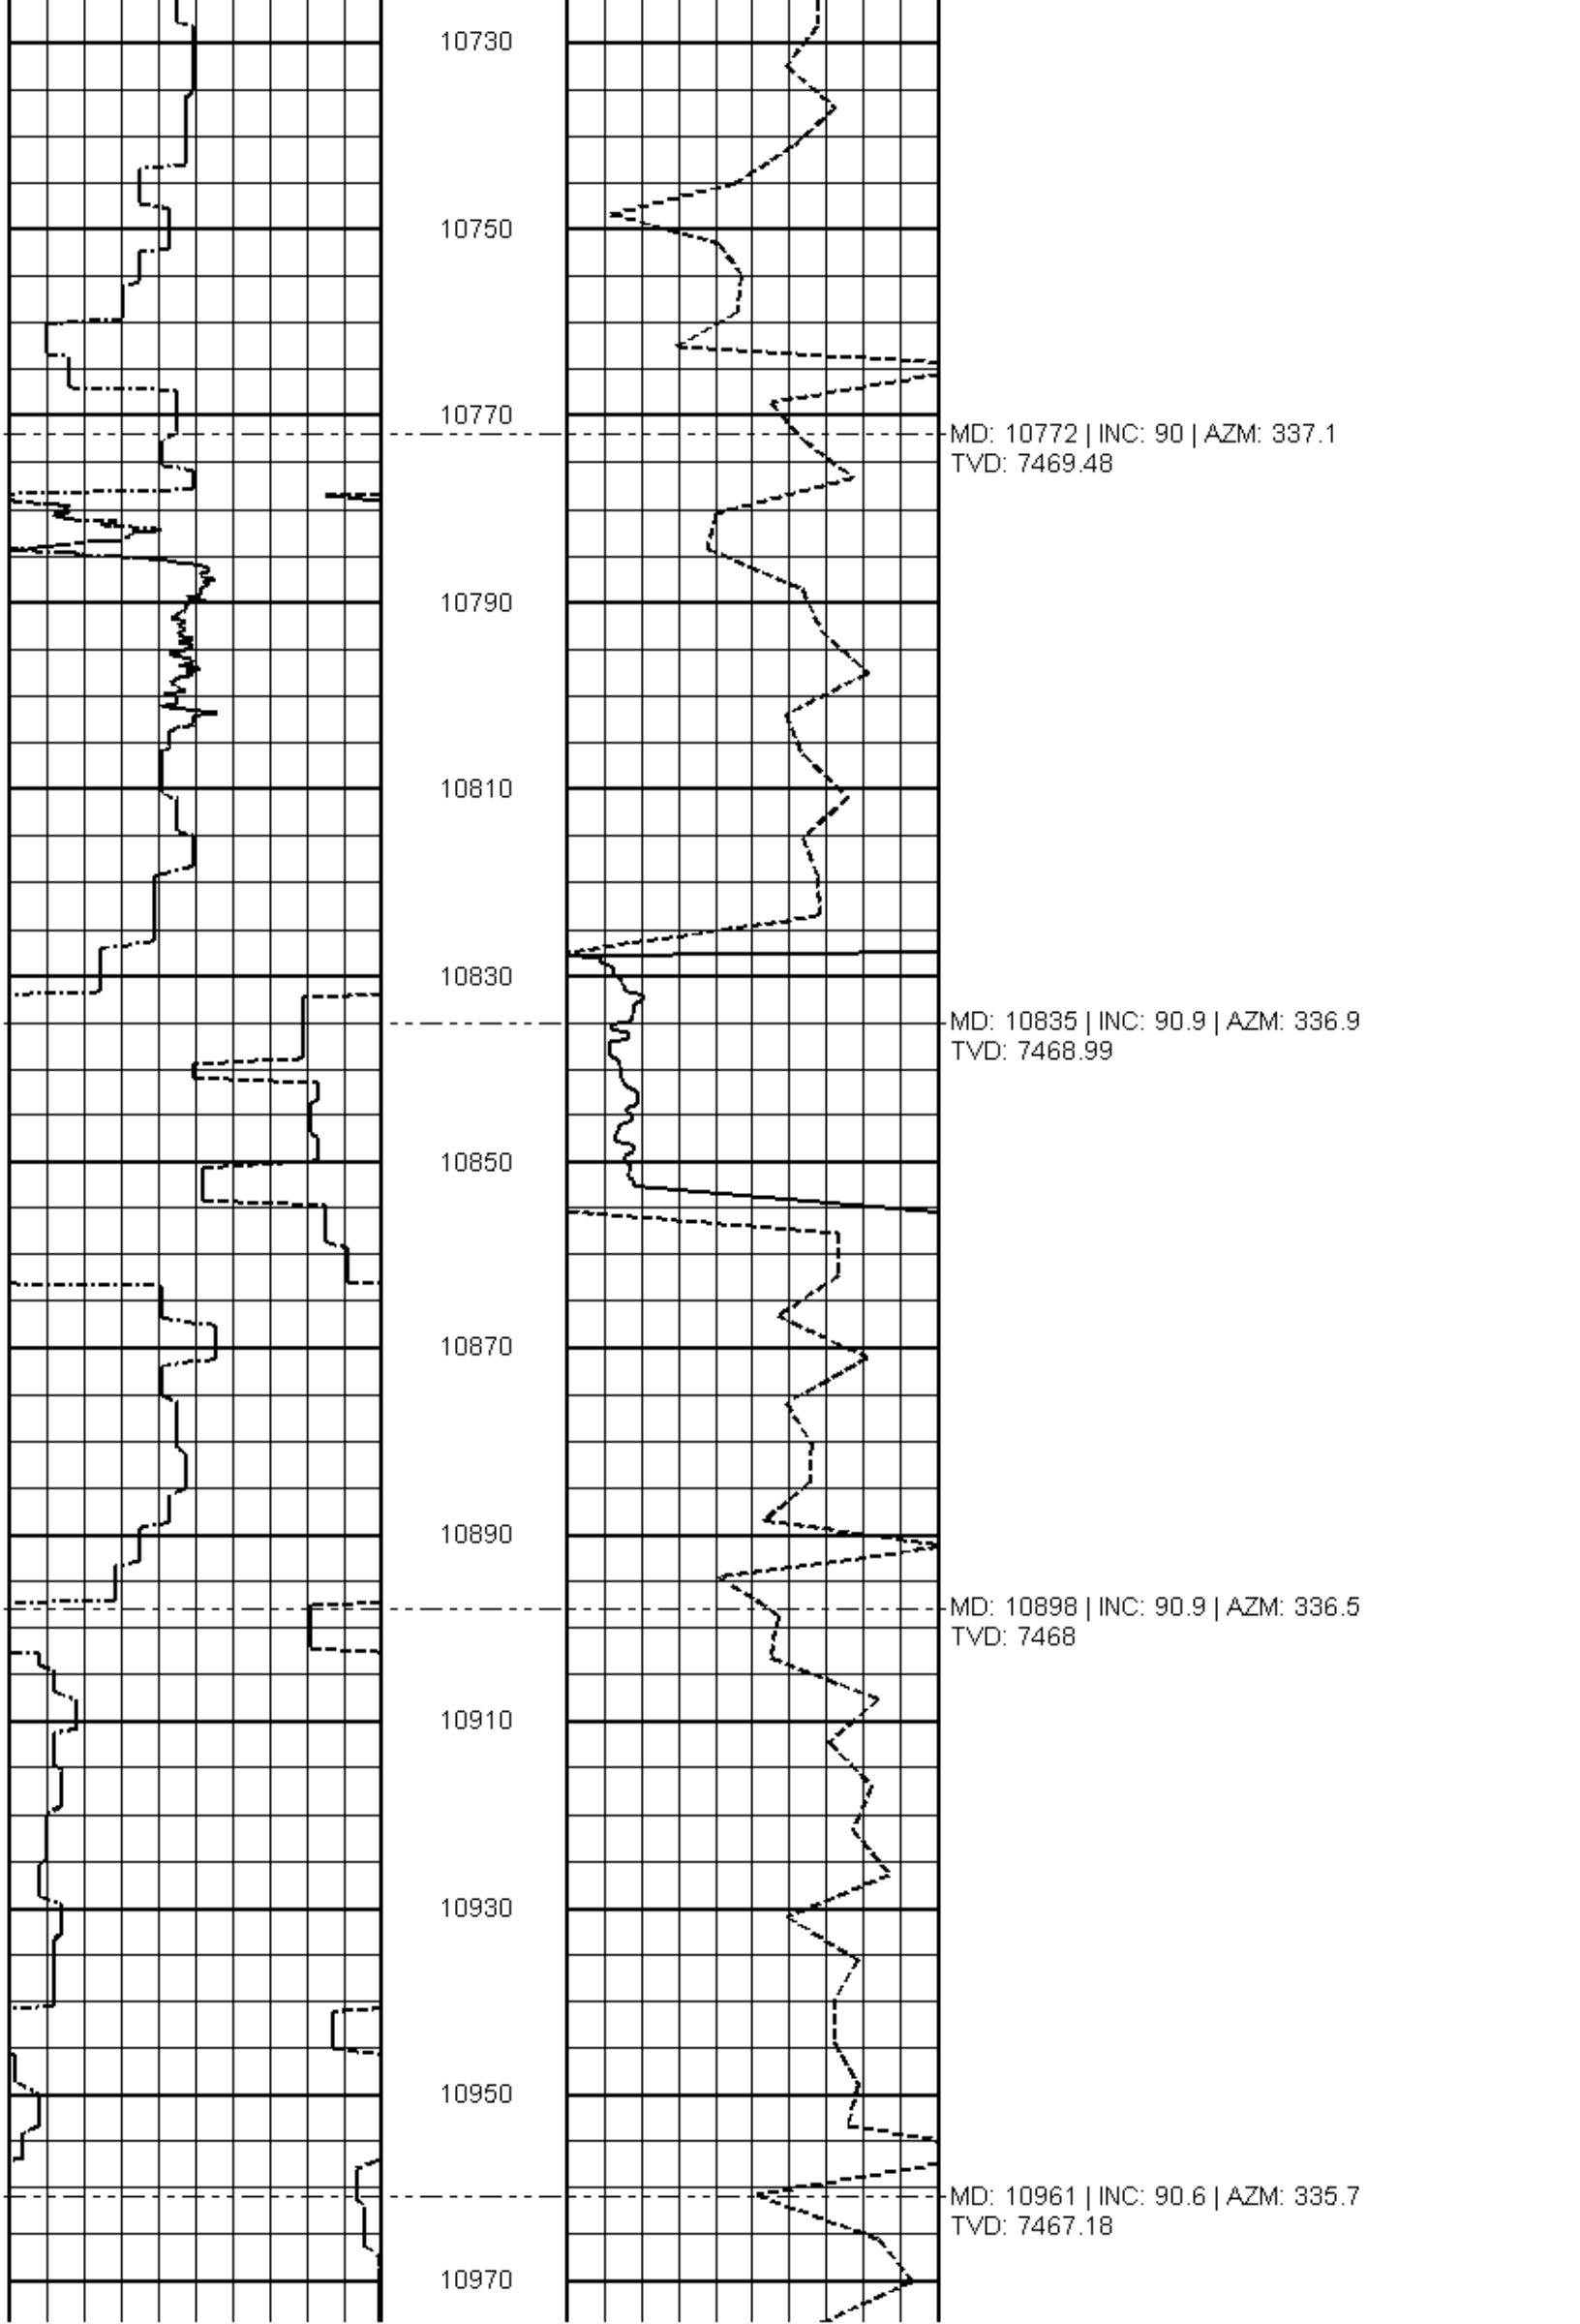 10730
10750
10770
MD: 10772 | INC: 90 | AZM: 337.1
TVD: 7469.48
10790
10810
10830
MD: 10835 | INC: 90.9 | AZM: 336.9
TVD: 7468.99
10850
10870
10890
MD: 10898 | INC: 90.9 | AZM: 336.5
TVD: 7468
10910
10930
10950
MD: 10961 | INC: 90.6 | AZM: 335.7
TVD: 7467.18
10970